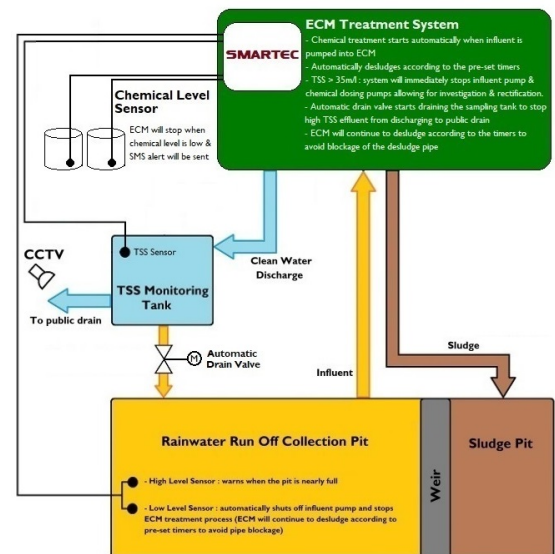 ECM Treatment System
- Chemical treatment starts automatically when influent is
pumped into ECM
- Automatically desludges according to the pre-set timers
- TSS > 35m/l : system will immediately stops influent pump &
chemical dosing pumps allowing for investigation & rectification.
- Automatic drain valve starts draining the sampling tank to stop
high TSS effluent from discharging to public drain
- ECM will continue to desludge according to the timers to
avoid blockage of the desludge pipe
SMARTEC
Chemical Level
Sensor
ECM will stop when
chemical level is low &
SMS alert will be sent
CCTV
TSS Sensor
TSS Monitoring
Tank
Clean Water
Discharge
To public drain
M
Automatic
Drain Valve
Influent
Sludge
Rainwater Run Off Collection Pit
- High Level Sensor : warns when the pit is nearly full
- Low Level Sensor : automatically shuts off influent pump and stops
ECM treatment process (ECM will continue to desludge according to
pre-set timers to avoid pipe blockage)
Weir
Sludge Pit